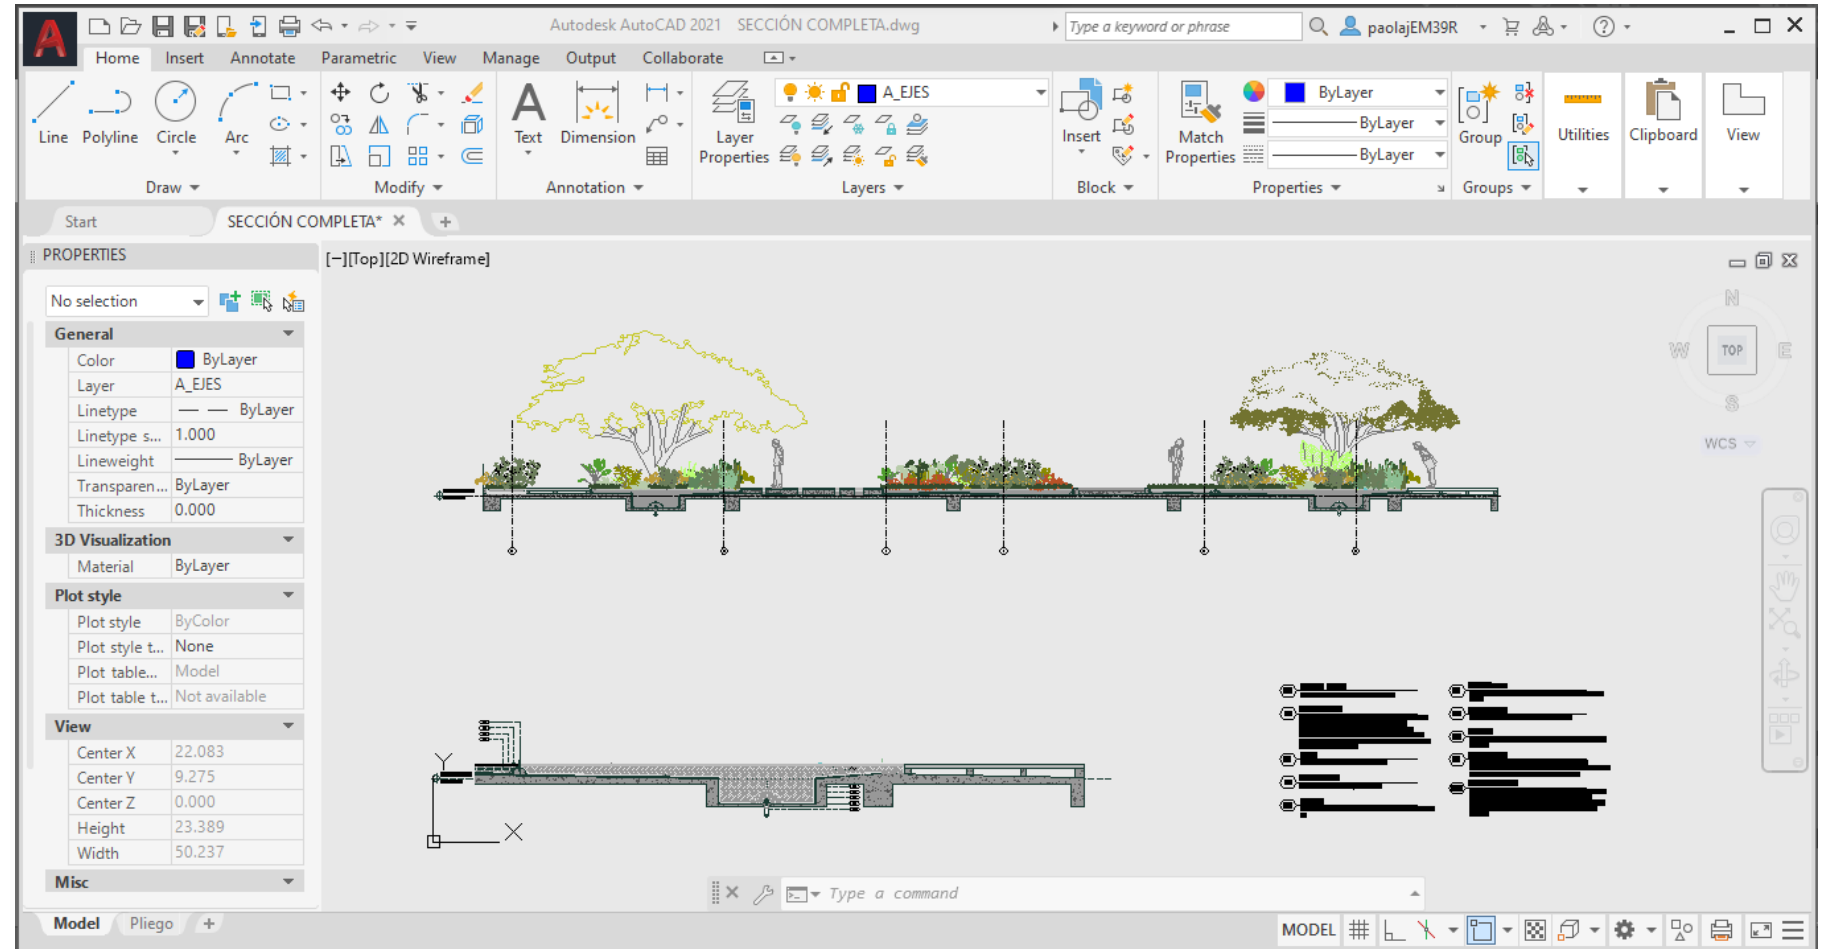 Autodesk AutoCAD 2021 SECCIÓN COMPLETA.dwg
Type a keyword or phrase
paolajEM39R
Home Insert Annotate Parametric View Manage Output Collaborate
A_EJES
ByLayer
ByLayer
ByLayer
Line Polyline Circle Arc
Text Dimension
Layer
Properties
Insert
Match
Properties
Group
Utilities Clipboard View
Draw Modify Annotation Layers Block Properties Groups
Start SECCIÓN COMPLETA* +
PROPERTIES
[−][Top][2D Wireframe]
No selection
General
Color ByLayer
Layer A_EJES
Linetype ByLayer
Linetype s... 1.000
Lineweight ByLayer
Transparen... ByLayer
Thickness 0.000
3D Visualization
Material ByLayer
Plot style
Plot style ByColor
Plot style t... None
Plot table... Model
Plot table t... Not available
View
Center X 22.083
Center Y 9.275
Center Z 0.000
Height 23.389
Width 50.237
Misc
N
W TOP E
S
WCS
Y
X
Type a command
Model Pliego +
MODEL